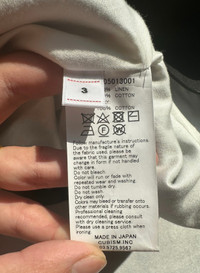 95013001
3
LINEN
COTTON
COTTON
Follow manufacture's instructions
Due to the fragile nature of
the fabric used please be
aware that this garment may
change in form if not handled
with care.
Do not bleach
Color will run or fade with
repeated wear and washing.
Do not tumble dry.
Do not wash
Dry clean only.
Colors may bleed or transfer onto
other materials if rubbing occurs.
Professional cleaning
recommended, please consult
with dry cleaning service.
Please use a press cloth when
ironing.
MADE IN JAPAN
CUBISM INC.